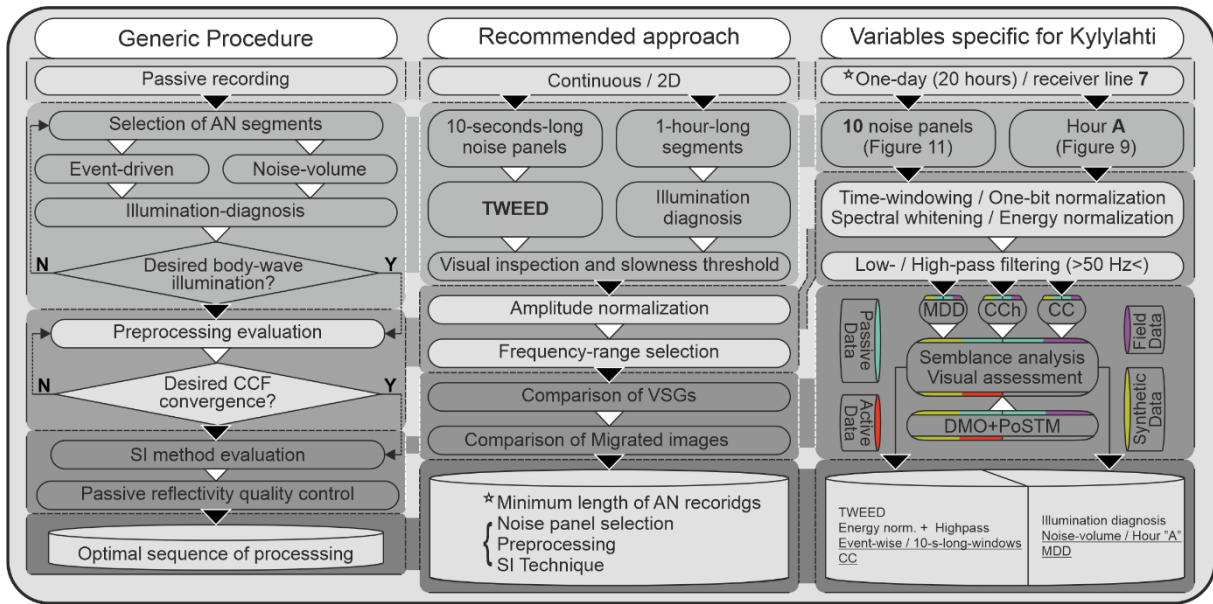 Generic Procedure
Passive recording
Selection of AN segments
Event-driven
Noise-volume
Illumination-diagnosis
N
Desired body-wave
illumination?
Y
Preprocessing evaluation
N
Desired CCF
convergence?
Y
SI method evaluation
Passive reflectivity quality control
Optimal sequence of processsing
Recommended approach
Continuous / 2D
10-seconds-long
noise panels
1-hour-long
segments
TWEED
Illumination
diagnosis
Visual inspection and slowness threshold
Amplitude normalization
Frequency-range selection
Comparison of VSGs
Comparison of Migrated images
☆ Minimum length of AN recoridgs
{ Noise panel selection
Preprocessing
SI Technique
Variables specific for Kylylahti
☆ One-day (20 hours) / receiver line 7
10 noise panels
(Figure 11)
Hour A
(Figure 9)
Time-windowing / One-bit normalization
Spectral whitening / Energy normalization
Low- / High-pass filtering (>50 Hz<)
Passive
Data
MDD
CCh
CC
Field
Data
Semblance analysis
Visual assessment
Active
Data
DMO+PoSTM
Synthetic
Data
TWEED
Energy norm. + Highpass
Event-wise / 10-s-long-windows
CC
Illumination diagnosis
Noise-volume / Hour "A"
MDD